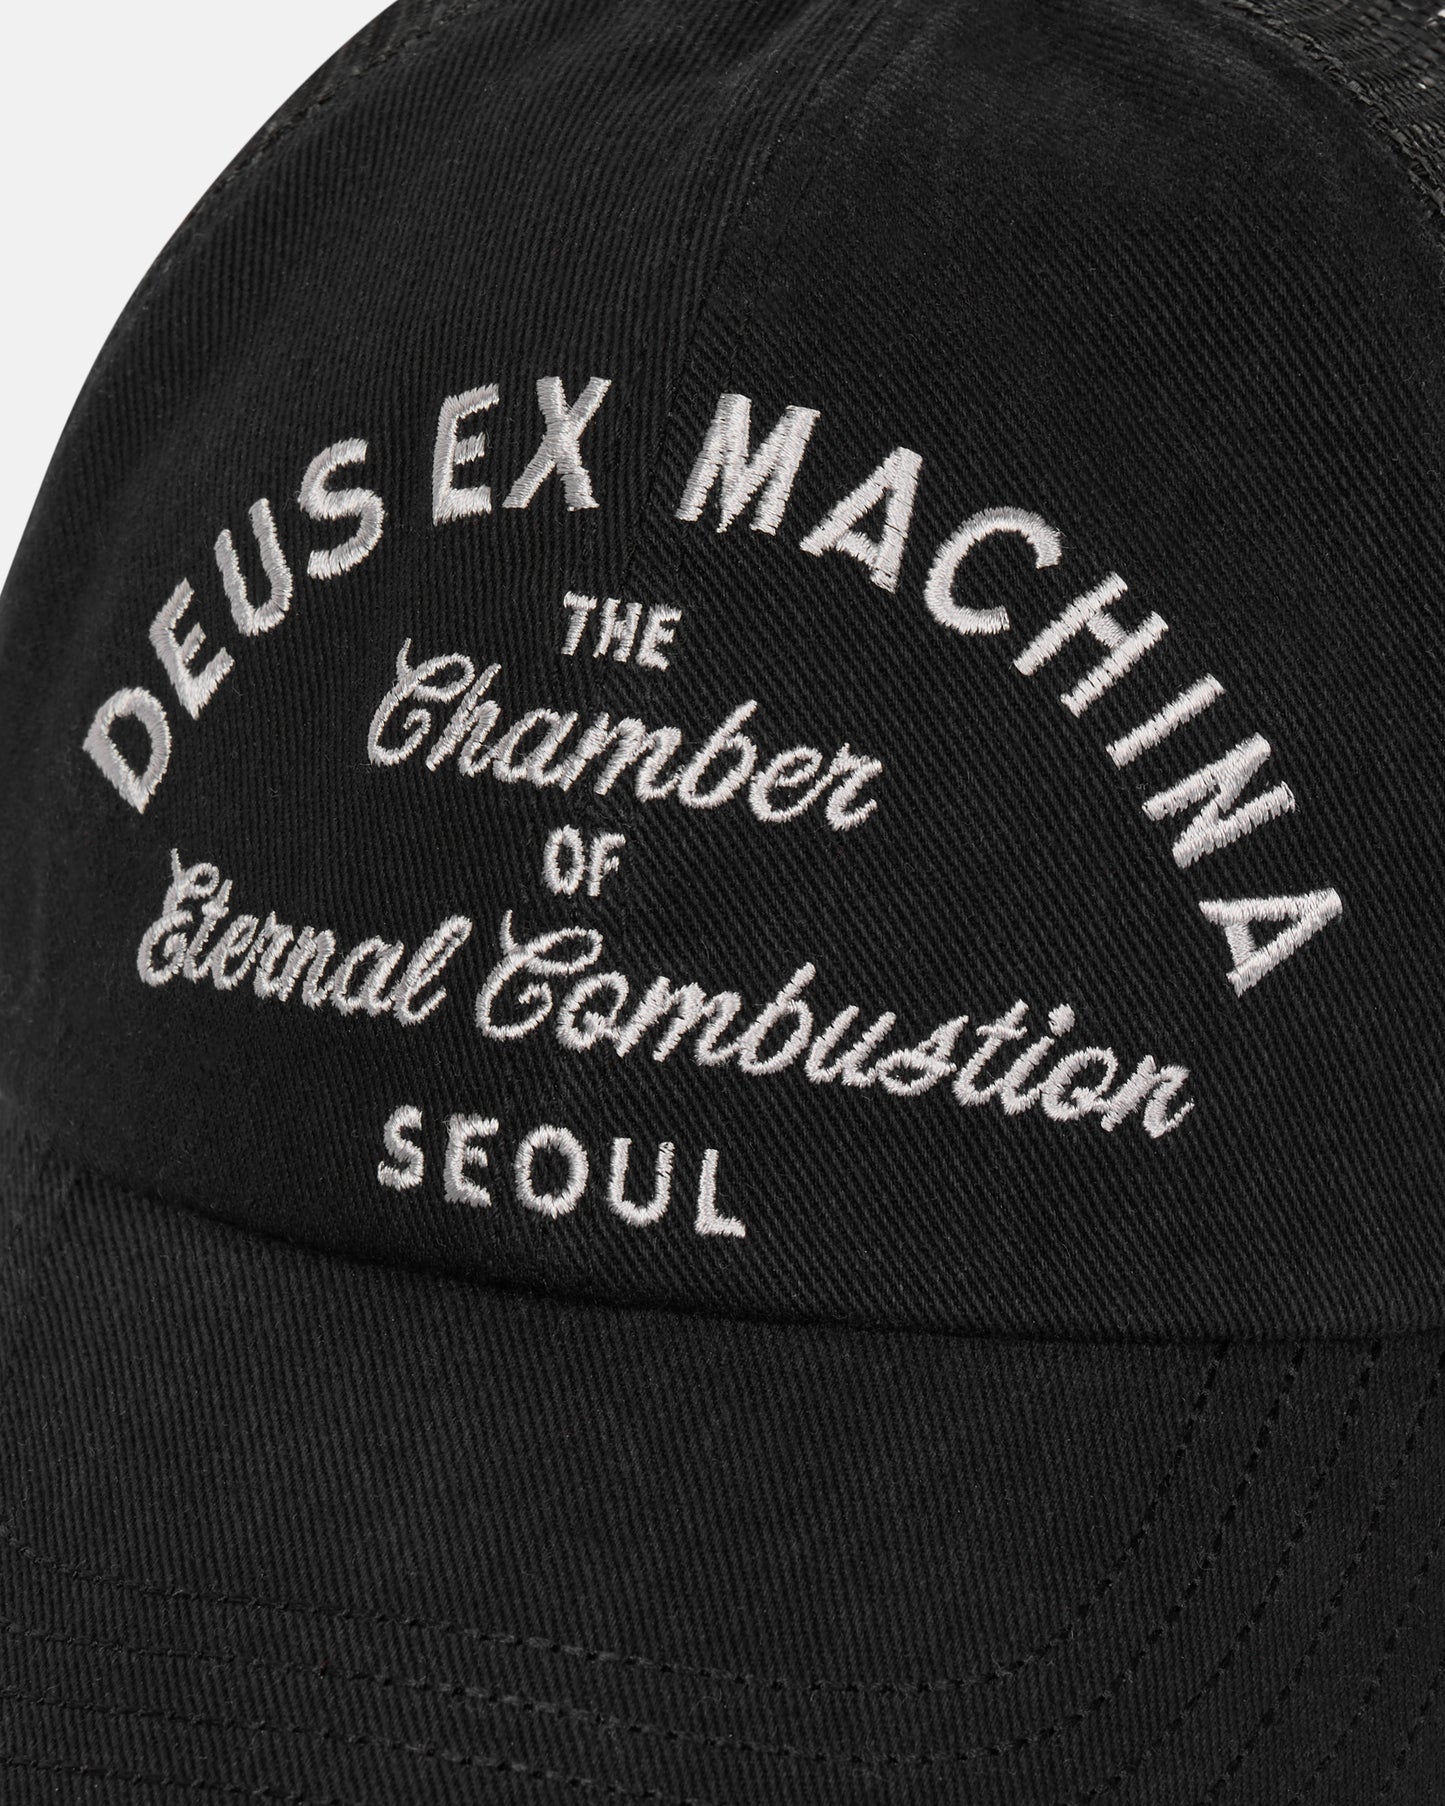 DEUS EX MACHINA
THE
Chamber
OF
Eternal Combustion
SEOUL